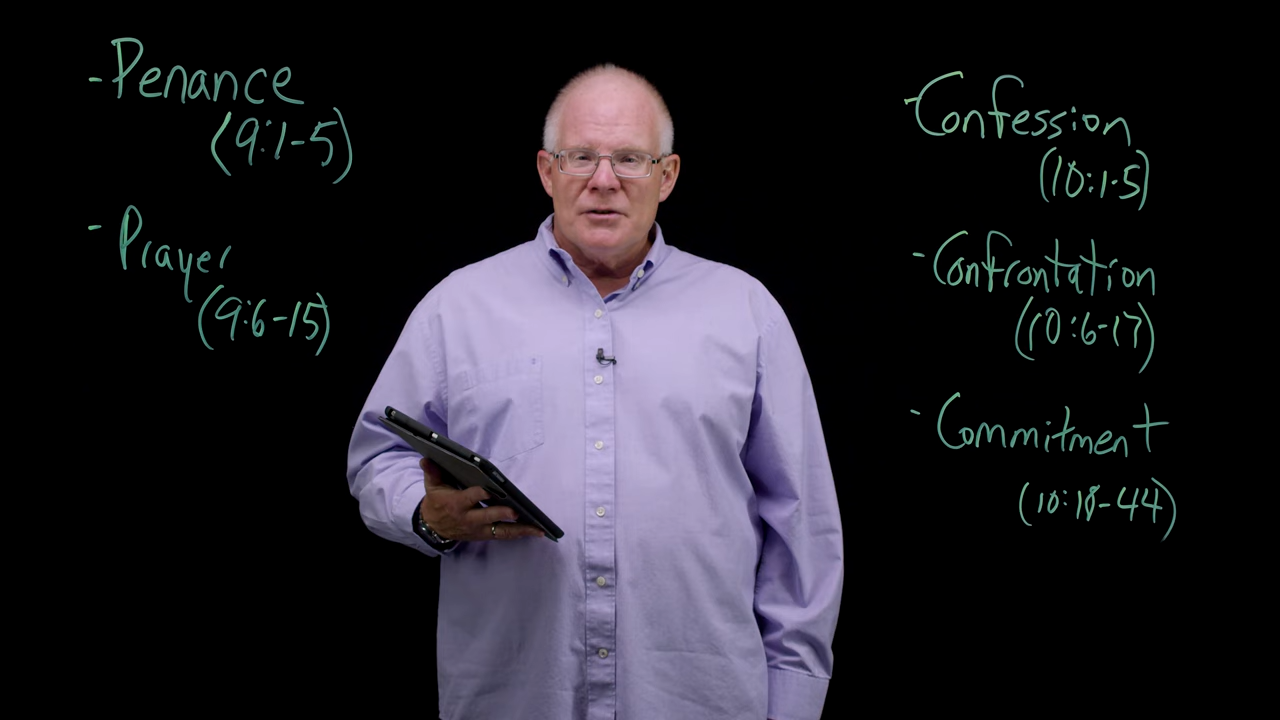 -Penance
(9:1-5)
-Prayer
(9:6-15)
-Confession
(10:1-5)
-Confrontation
(10:6-17)
-Commitment
(10:18-44)